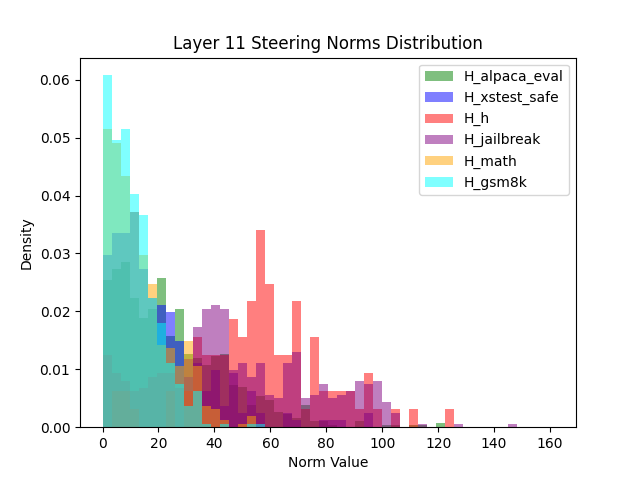 Layer 11 Steering Norms Distribution
H_alpaca_eval
H_xstest_safe
H_h
H_jailbreak
H_math
H_gsm8k
Density
0.06
0.05
0.04
0.03
0.02
0.01
0.00
0 20 40 60 80 100 120 140 160
Norm Value